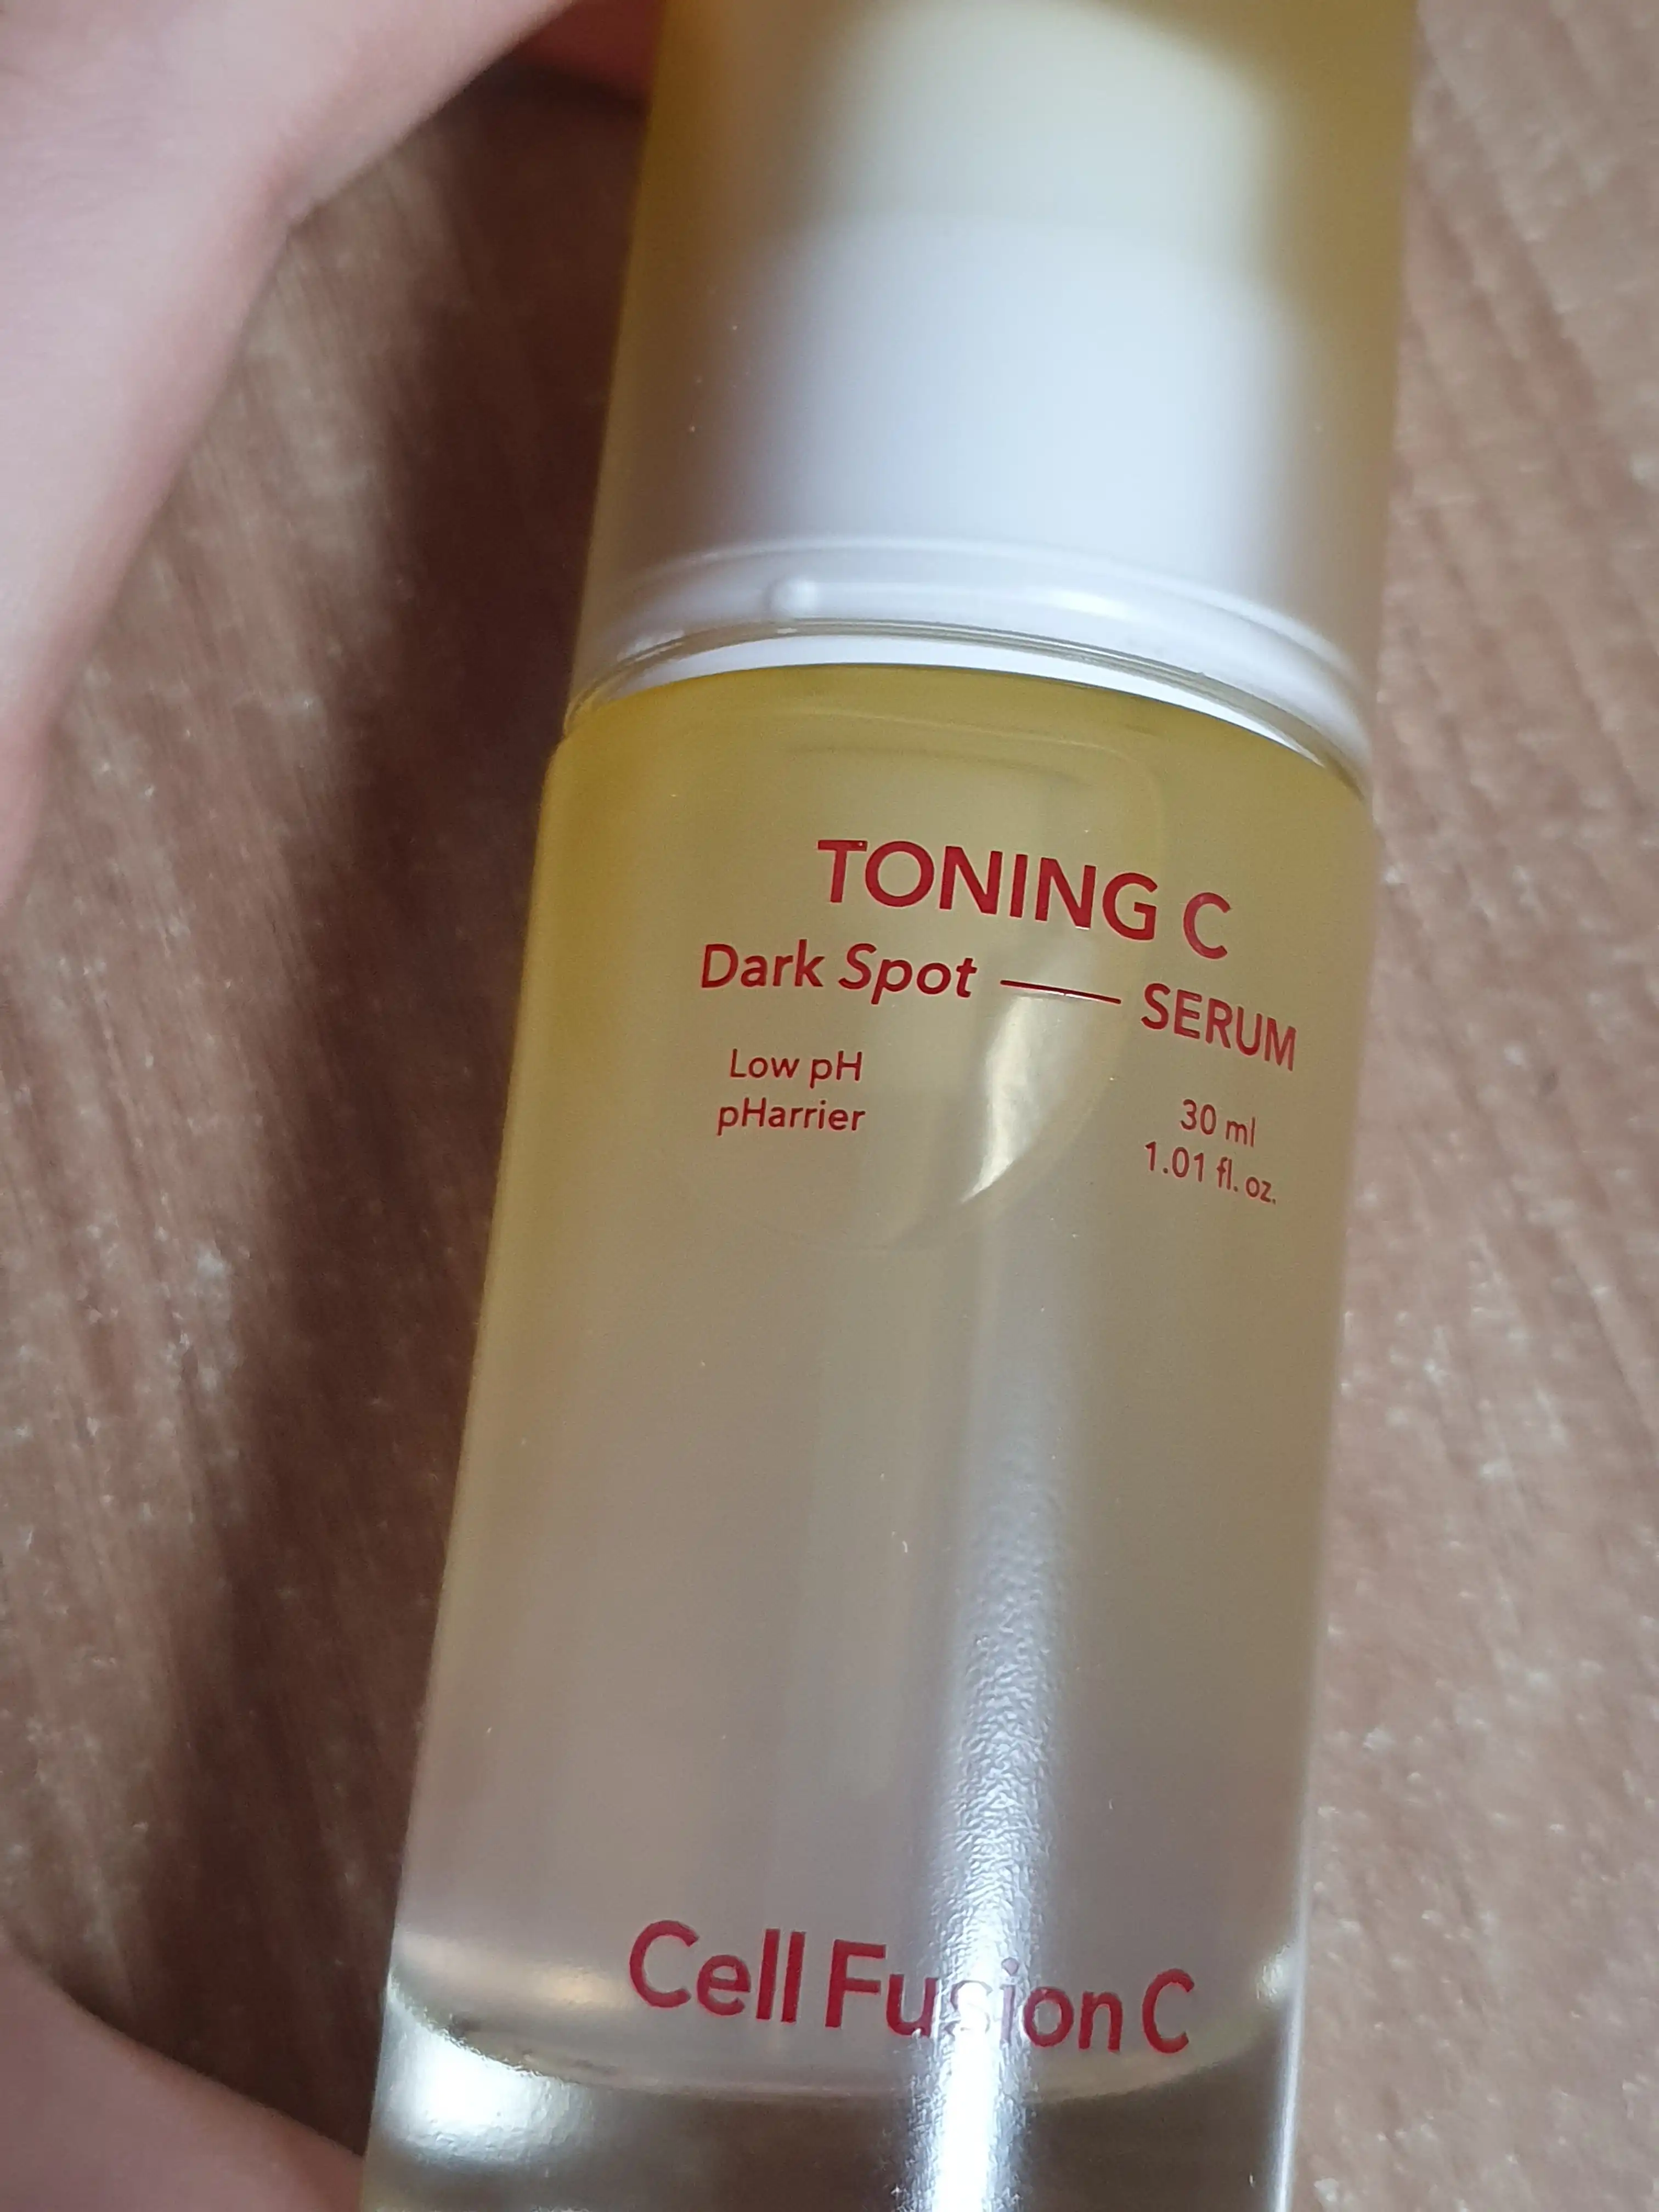 TONING C
Dark Spot — SERUM
Low pH
pHarrier
30 ml
1.01 fl. oz.
Cell Fusion C